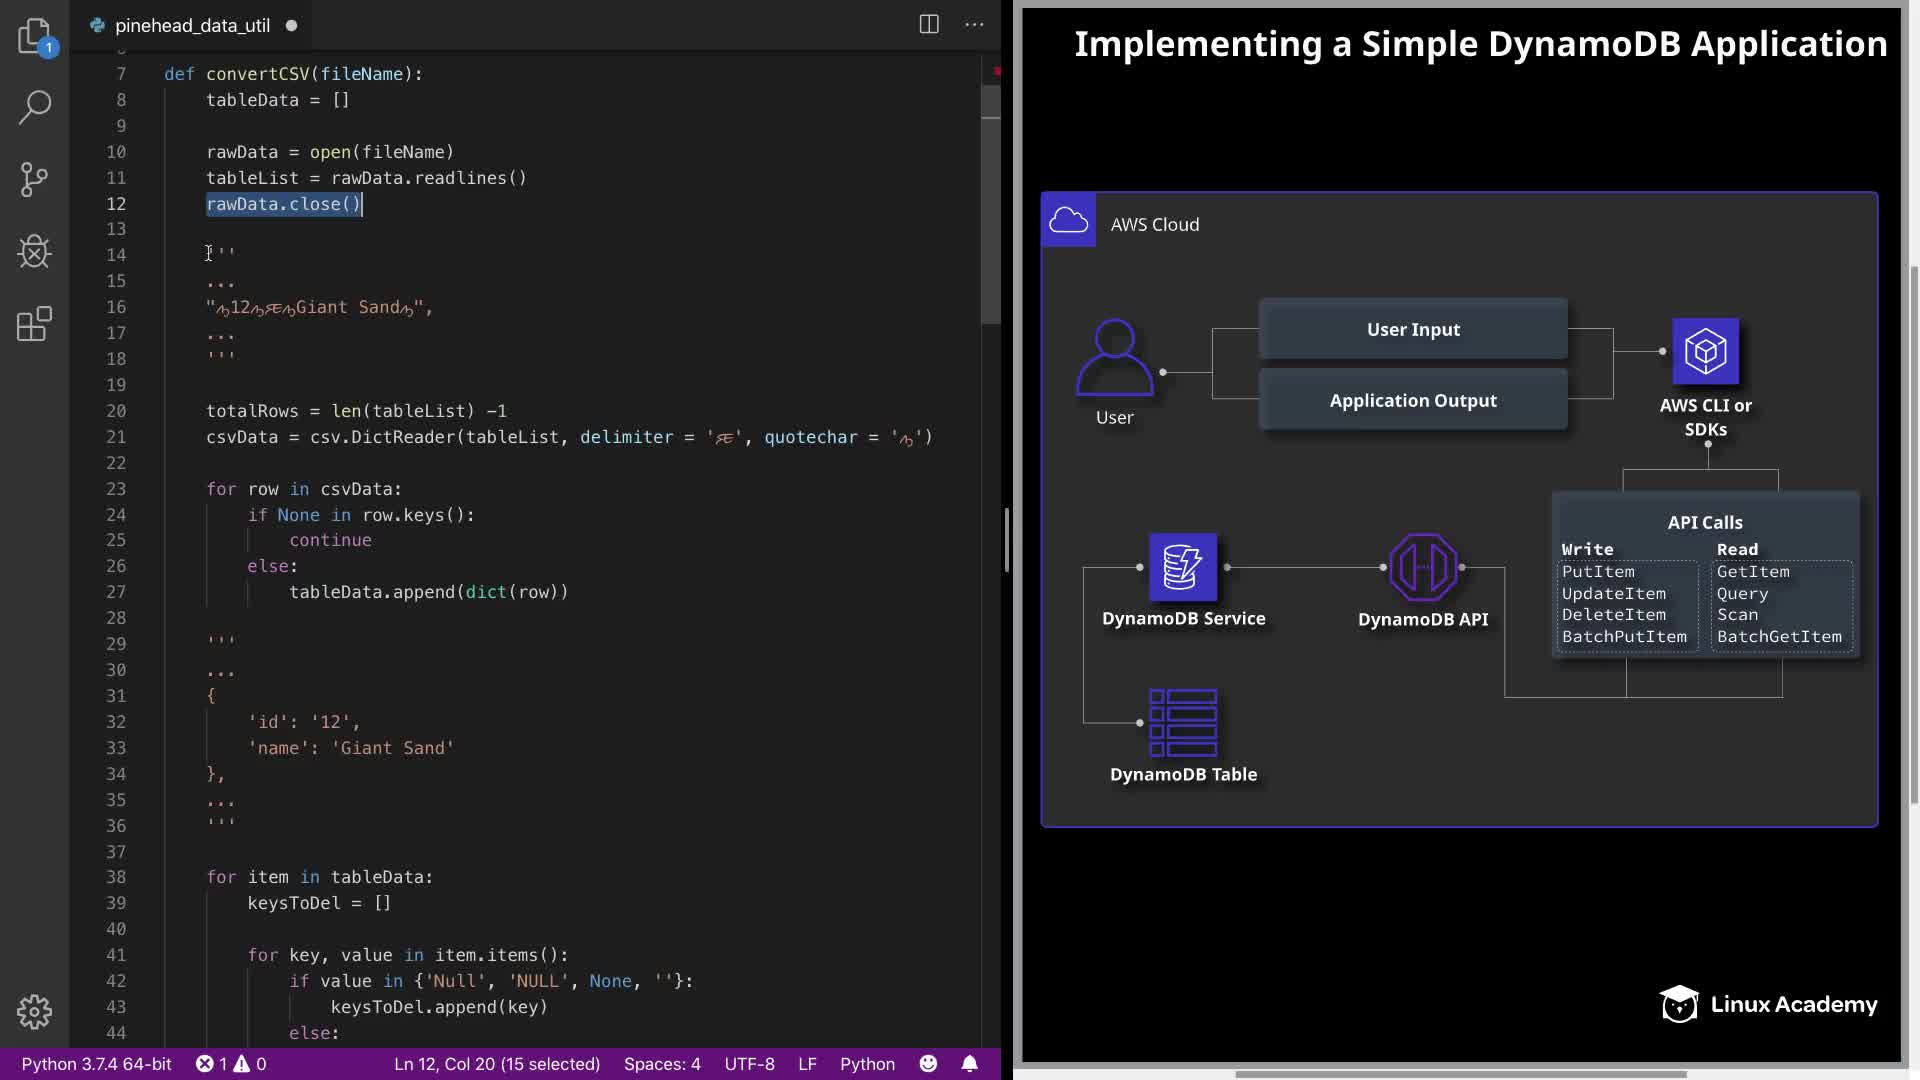 pinehead_data_util
1
7 def convertCSV(fileName):
8 tableData = []
9
10 rawData = open(fileName)
11 tableList = rawData.readlines()
12 rawData.close()
13
14 '''
15 ...
16
17 ...
18 '''
19
20 totalRows = len(tableList) -1
21 csvData = csv.DictReader(tableList, delimiter = quotechar =
22
23 for row in csvData:
24 if None in row.keys():
25 continue
26 else:
27 tableData.append(dict(row))
28
29 '''
30 ...
31 {
32 'id': '12',
33 'name': 'Giant Sand'
34 },
35 ...
36 '''
37
38 for item in tableData:
39 keysToDel = []
40
41 for key, value in item.items():
42 if value in {'Null', 'NULL', None, ''}:
43 keysToDel.append(key)
44 else:
Python 3.7.4 64-bit 1 0 Ln 12, Col 20 (15 selected) Spaces: 4 UTF-8 LF Python
Implementing a Simple DynamoDB Application
AWS Cloud
User Input
Application Output
User
AWS CLI or
SDKs
API Calls
Write Read
PutItem GetItem
UpdateItem Query
DeleteItem Scan
BatchPutItem BatchGetItem
DynamoDB Service
DynamoDB API
DynamoDB Table
Linux Academy